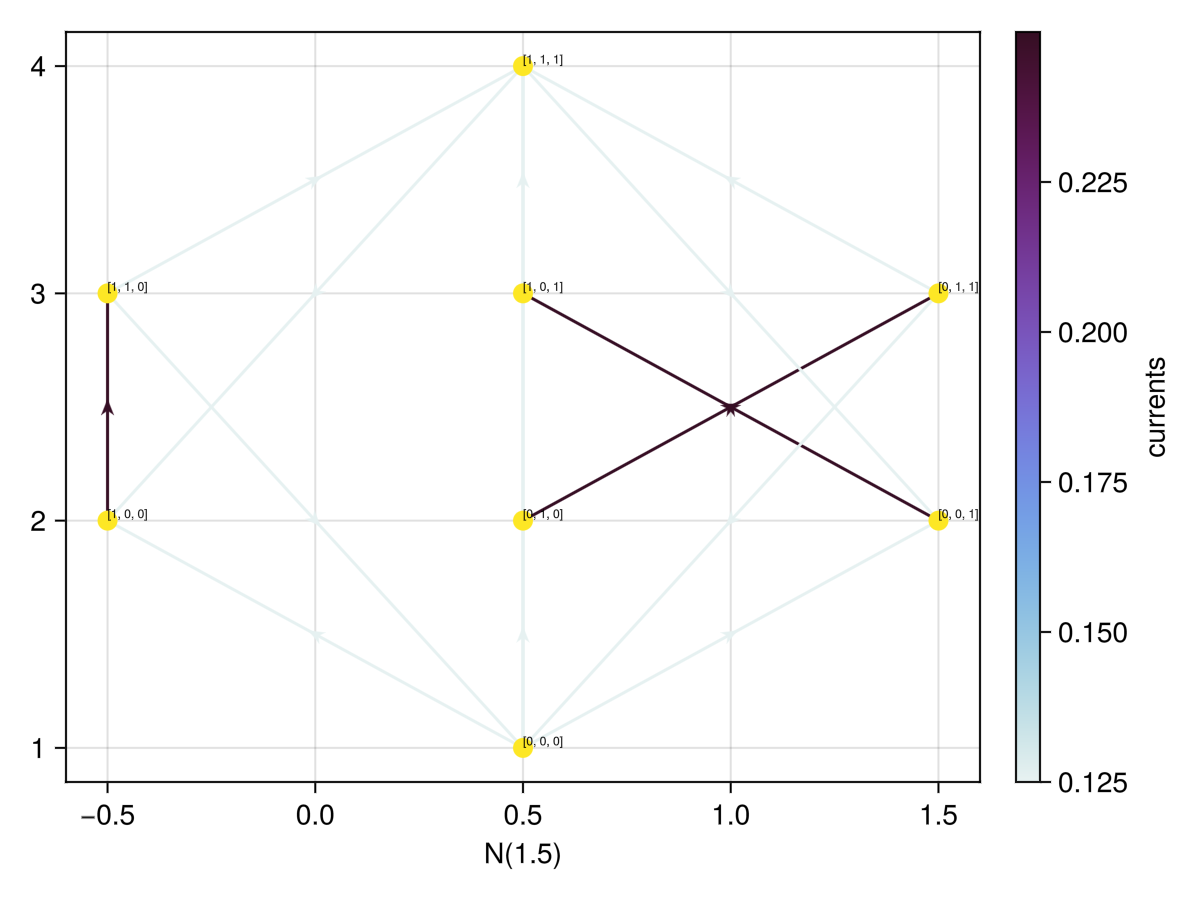 4
[1, 1, 1]
3
[1, 1, 0]
[1, 0, 1]
[0, 1, 1]
2
[1, 0, 0]
[0, 1, 0]
[0, 0, 1]
1
[0, 0, 0]
−0.5
0.0
0.5
1.0
1.5
N(1.5)
0.225
0.200
0.175
0.150
0.125
currents